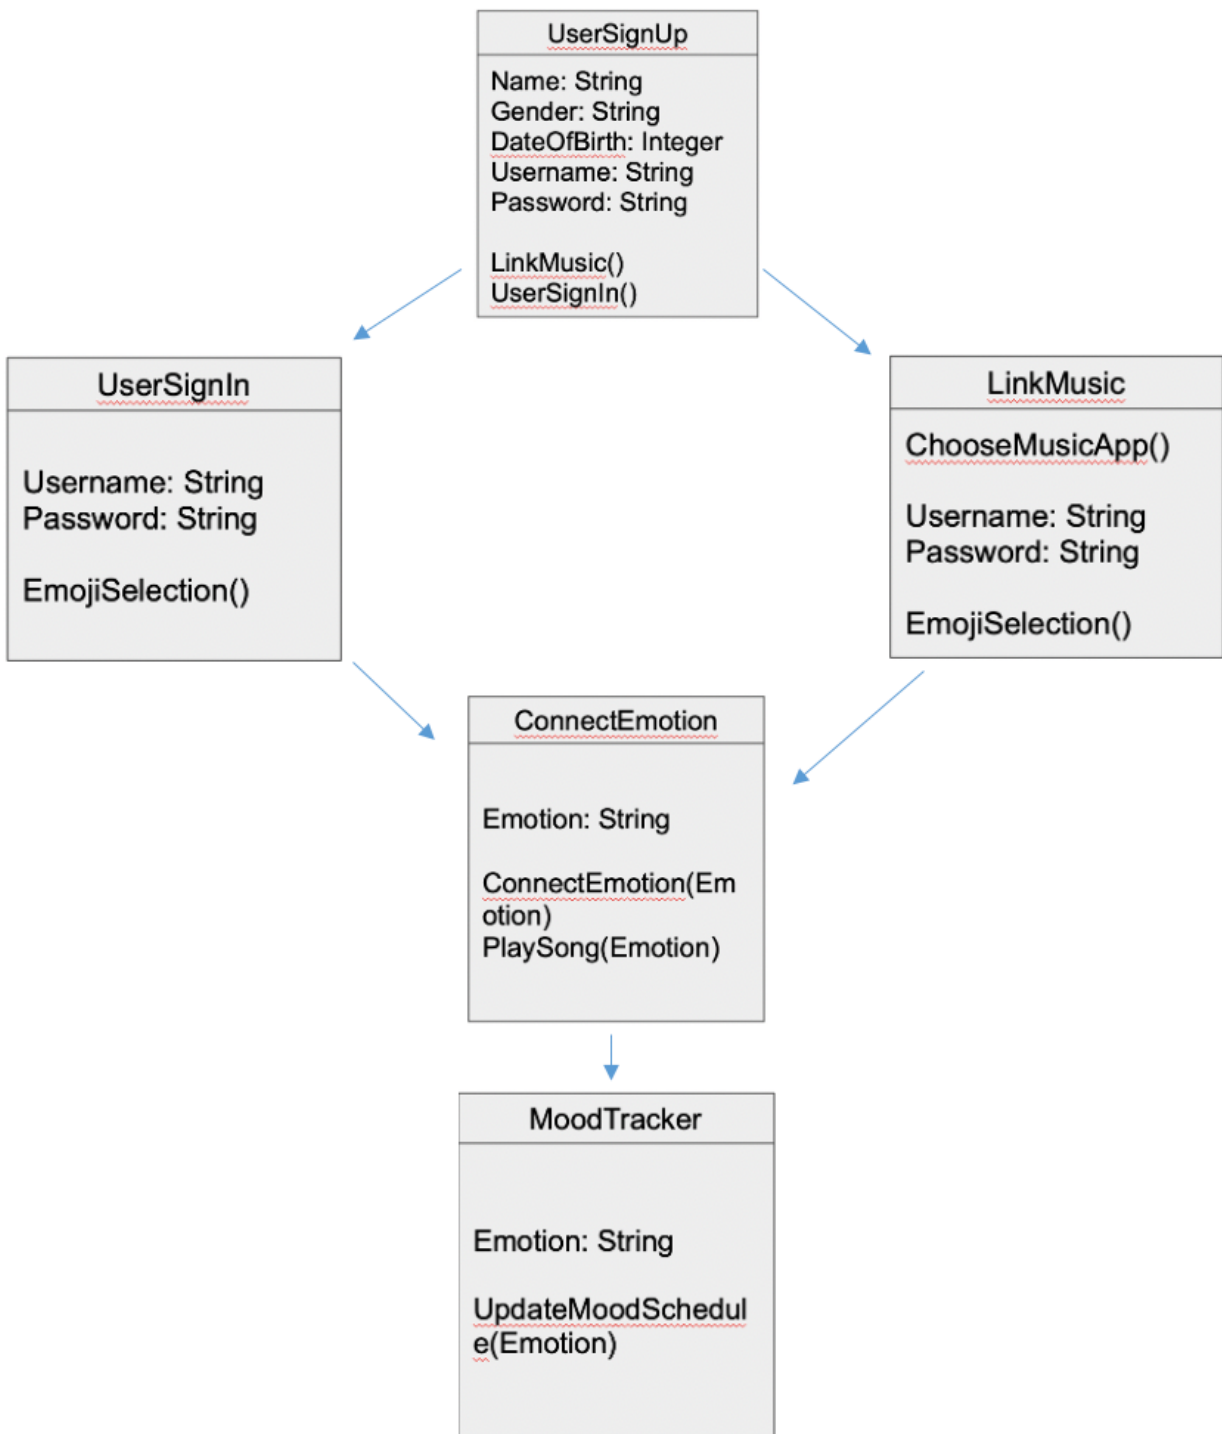 UserSignUp
Name: String
Gender: String
DateOfBirth: Integer
Username: String
Password: String
LinkMusic()
UserSignIn()
UserSignIn
Username: String
Password: String
EmojiSelection()
LinkMusic
ChooseMusicApp()
Username: String
Password: String
EmojiSelection()
ConnectEmotion
Emotion: String
ConnectEmotion(Em
otion)
PlaySong(Emotion)
MoodTracker
Emotion: String
UpdateMoodSchedul
e(Emotion)